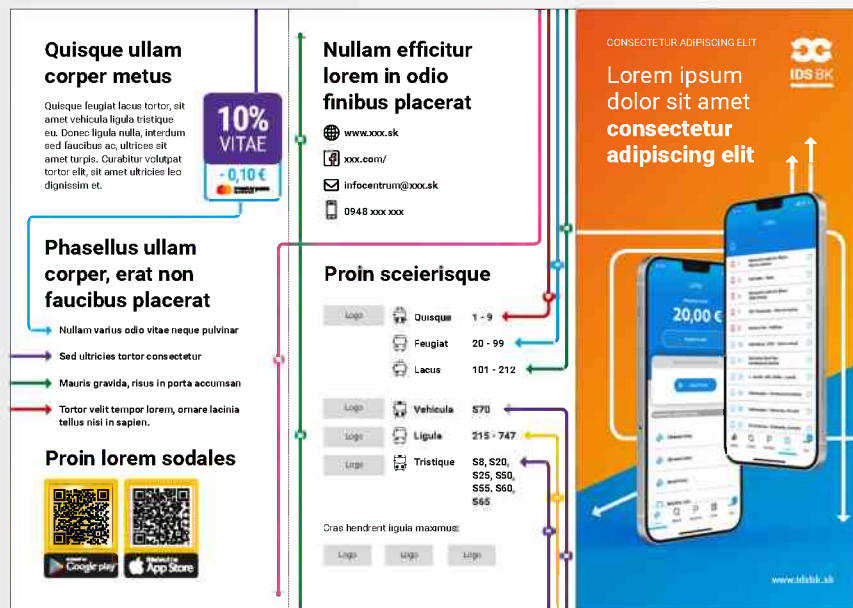 Quisque ullam
corper metus
Quisque feugiat lacus tortor, sit
amet vehicula ligula tristique
eu. Donec ligula nulla, interdum
sed faucibus ac, ultrices sit
amet turpis. Curabitur volutpat
tortor elit, sit amet ultricies leo
dignissim et.
10%
VITAE
- 0,10 €
Phasellus ullam
corper, erat non
faucibus placerat
Nullam varius odio vitae neque pulvinar
Sed ultricies tortor consectetur
Mauris gravida, risus in porta accumsan
Tortor velit tempor lorem, ornare lacinia
tellus nisi in sapien.
Proin lorem sodales
Google play
App Store
Nullam efficitur
lorem in odio
finibus placerat
www.xxx.sk
xxx.com/
infocentrum@xxx.sk
0948 xxx xxx
Proin sceierisque
Logo Quisque 1 - 9
Feugiat 20 - 99
Lacus 101 - 212
Logo Vehicula S70
Logo Ligula 215 - 747
Logo Tristique S8, S20,
S25, S50,
S55, S60,
S65
Cras hendrent liguia maximus:
Logo Logo Logo
CONSECTETUR ADIPISCING ELIT
IDS BK
Lorem ipsum
dolor sit amet
consectetur
adipiscing elit
20,00 €
www.idsbk.sk